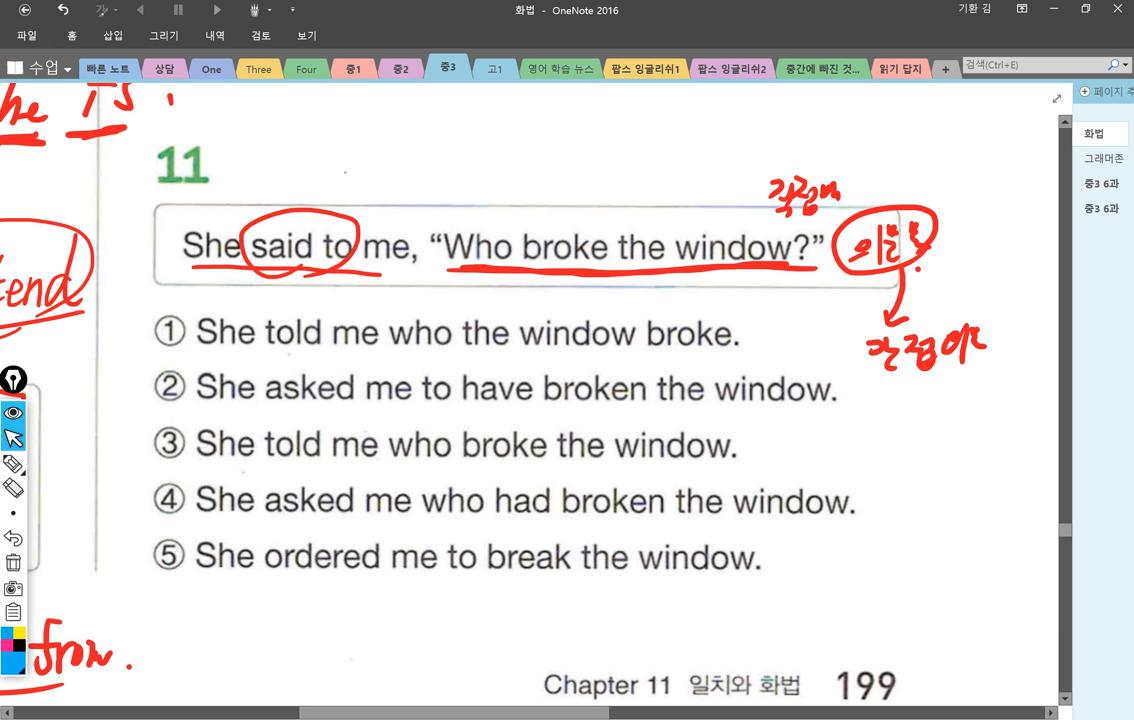 화법 - OneNote 2016
기환 김
파일 홈 삽입 그리기 내역 검토 보기
수업 빠른 노트 상담 One Three Four 중1 중2 중3 고1 영어 학습 뉴스 팝스 잉글리쉬1 팝스 잉글리쉬2 중간에 빠진 것... 읽기 답지 +
검색(Ctrl+E)
페이지 추
화법
그래머존
중3 6과
중3 6과
he is.
11
She said to me, “Who broke the window?” 의문문
tend
① She told me who the window broke.
② She asked me to have broken the window.
③ She told me who broke the window.
④ She asked me who had broken the window.
⑤ She ordered me to break the window.
from.
Chapter 11 일치와 화법 199